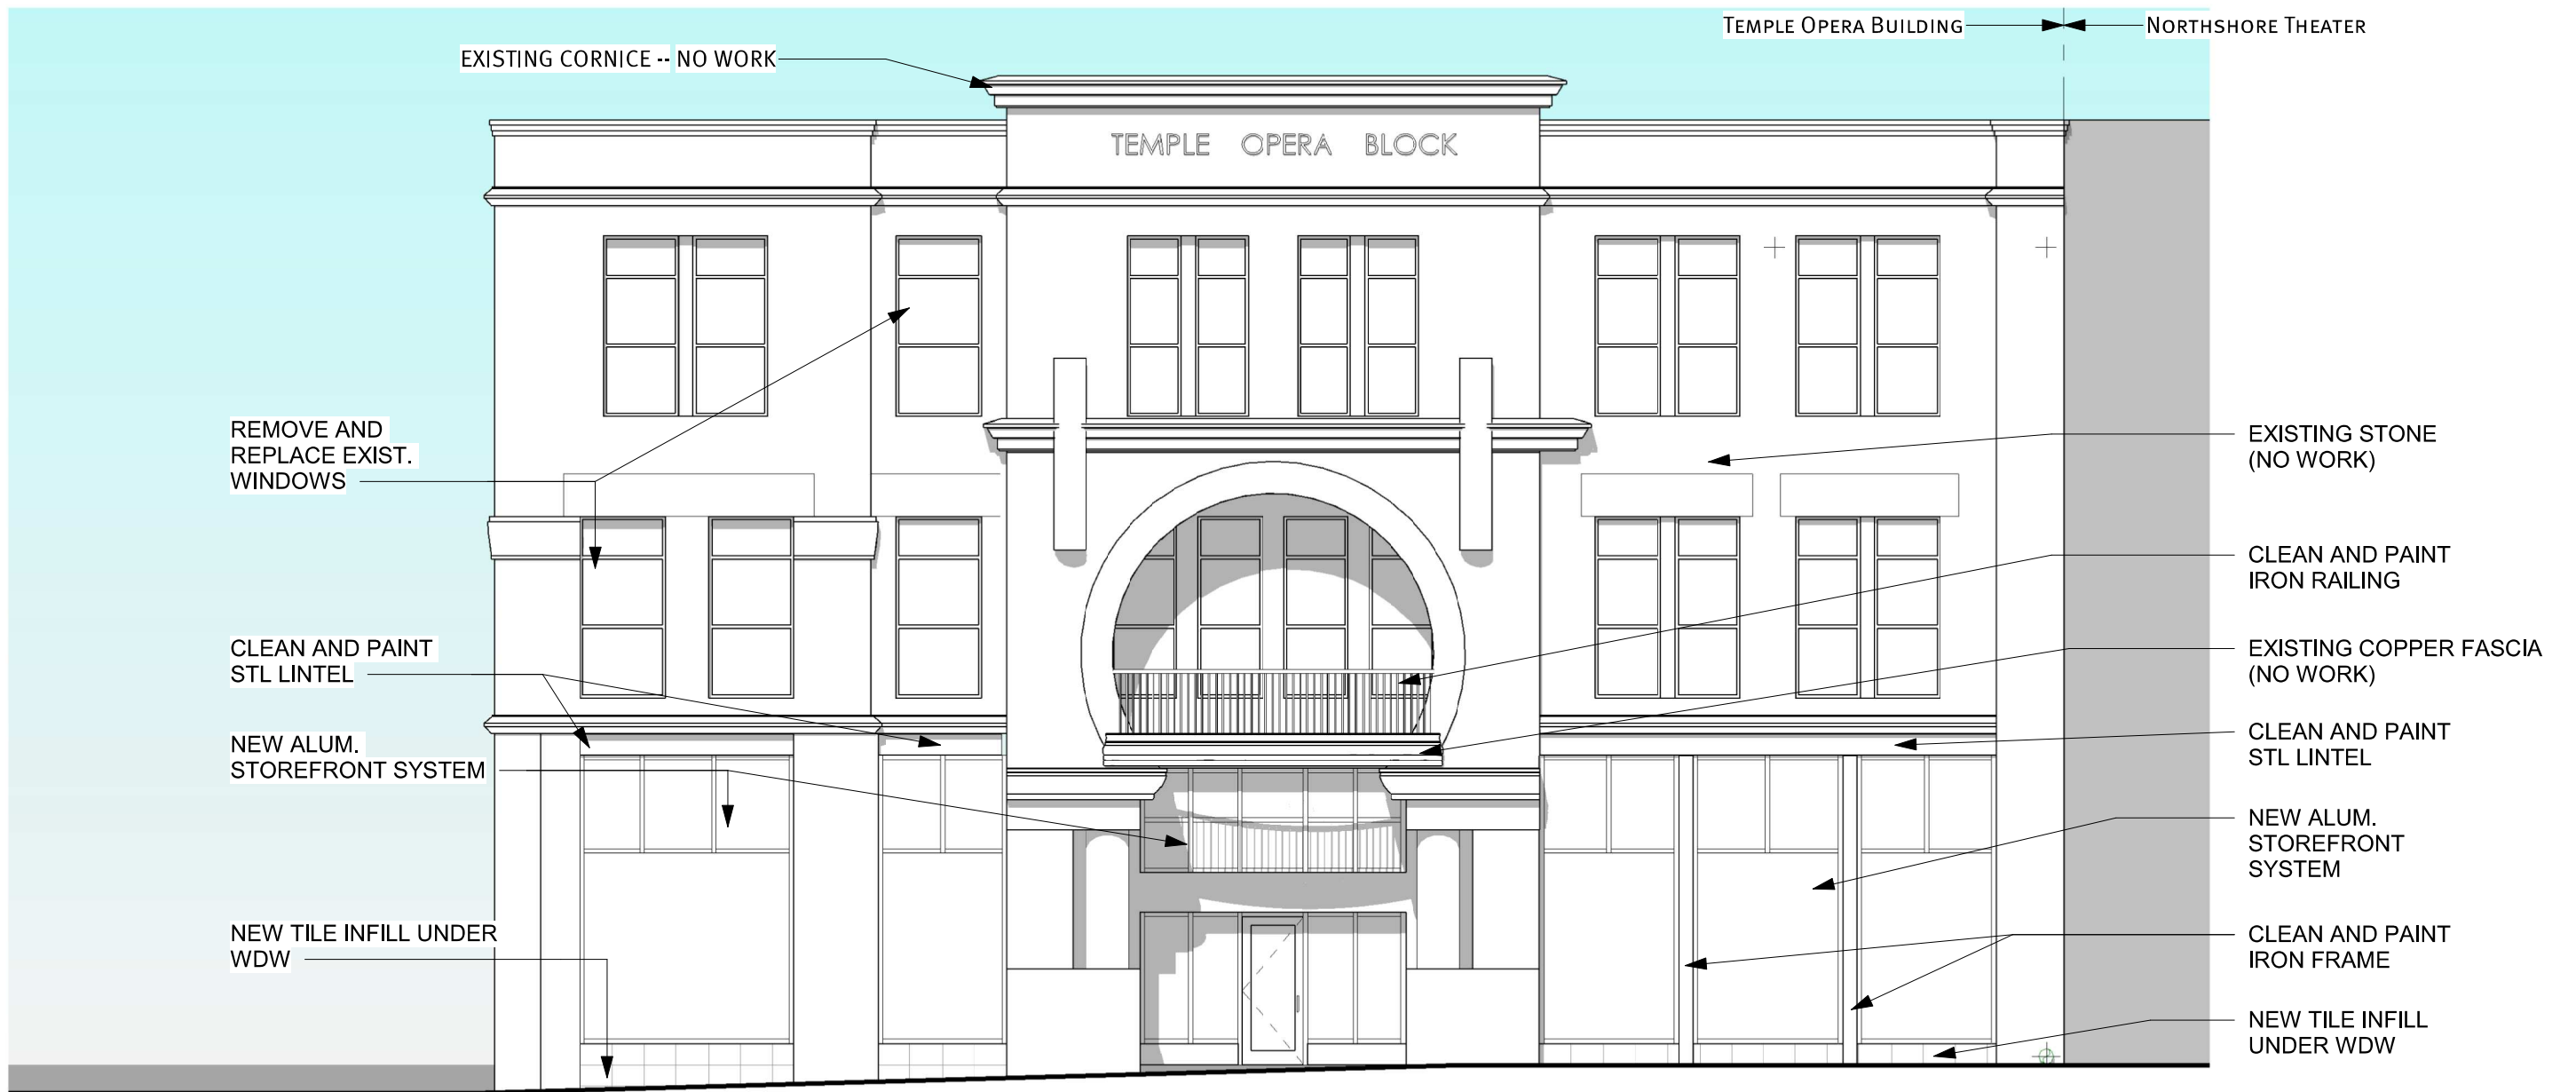 TEMPLE OPERA BUILDING
NORTHSHORE THEATER
EXISTING CORNICE -- NO WORK
TEMPLE OPERA BLOCK
REMOVE AND
REPLACE EXIST.
WINDOWS
CLEAN AND PAINT
STL LINTEL
NEW ALUM.
STOREFRONT SYSTEM
NEW TILE INFILL UNDER
WDW
EXISTING STONE
(NO WORK)
CLEAN AND PAINT
IRON RAILING
EXISTING COPPER FASCIA
(NO WORK)
CLEAN AND PAINT
STL LINTEL
NEW ALUM.
STOREFRONT
SYSTEM
CLEAN AND PAINT
IRON FRAME
NEW TILE INFILL
UNDER WDW